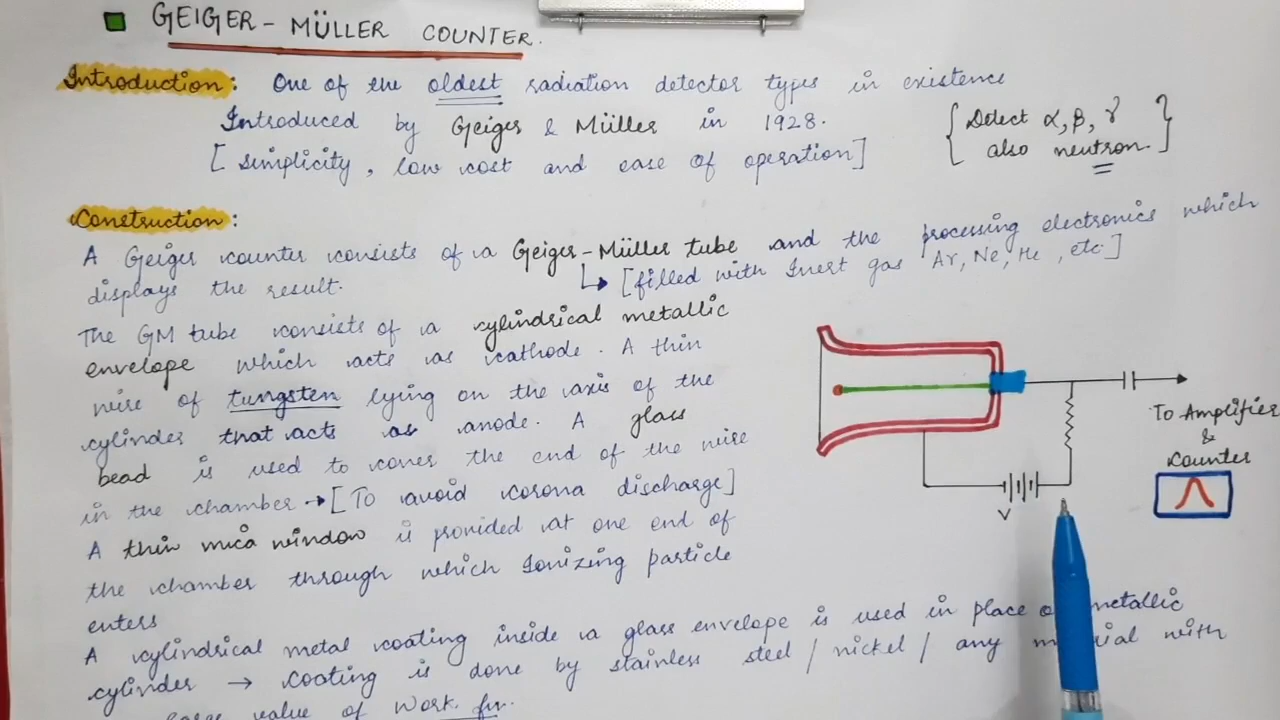 GEIGER - MÜLLER COUNTER.
Introduction: One of the oldest radiation detector types in existence
Introduced by Geiger & Müller in 1928.
[Simplicity, low cost and ease of operation]
{Detect α, β, γ
also neutron.}
Construction:
A Geiger counter consists of a Geiger-Müller tube and the processing electronics which
displays the result.
↳ [filled with Inert gas Ar, Ne, He, etc.]
The GM tube consists of a cylindrical metallic
envelope which acts as cathode. A thin
wire of tungsten lying on the axis of the
cylinder that acts as anode. A glass
bead is used to cover the end of the wire
in the chamber → [To avoid corona discharge]
A thin mica window is provided at one end of
the chamber through which Ionizing particle
enters
A cylindrical metal coating inside a glass envelope is used in place metallic
cylinder → Coating is done by stainless steel / nickel / any with
large value of Work fn.
V
To Amplifier
&
Counter